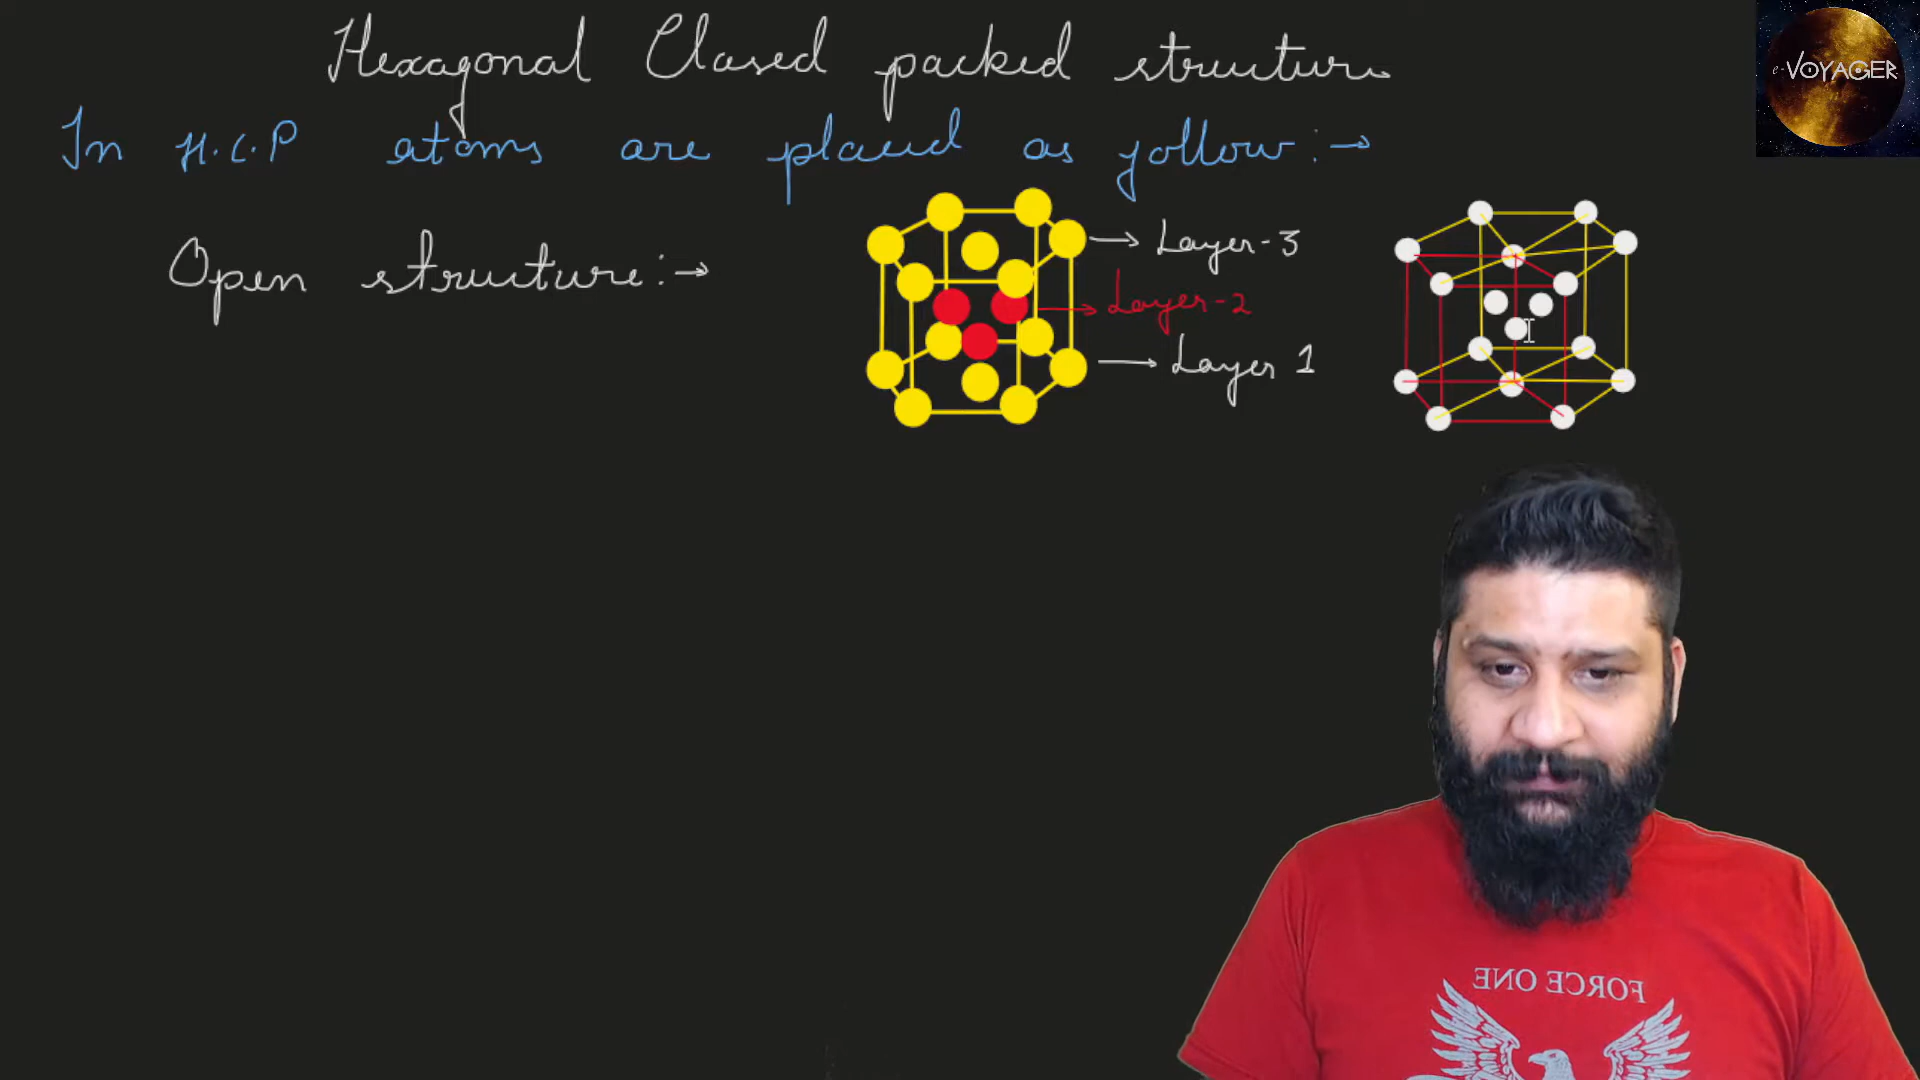 Hexagonal Closed packed structure
e-VOYAGER
In H.C.P atoms are placed as follow:→
Open structure:→
→ Layer-3
→ Layer-2
→ Layer 1
FORCE ONE